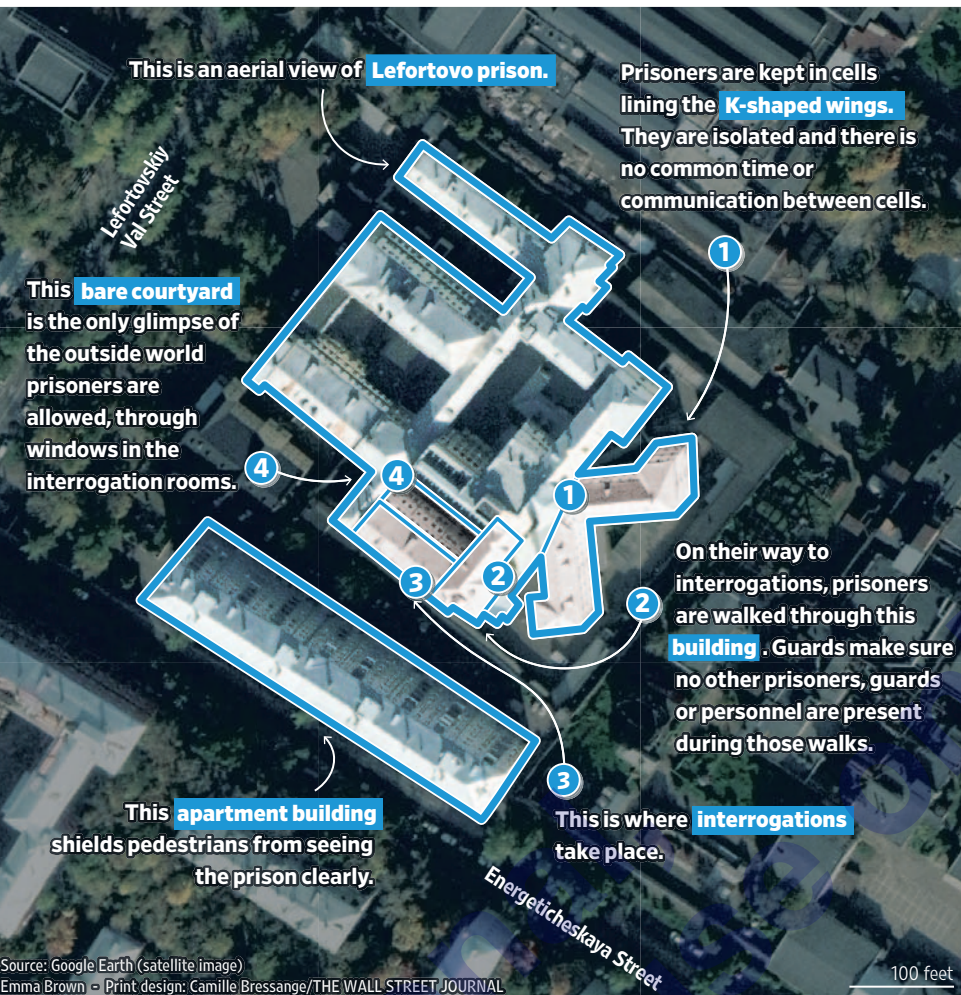 This is an aerial view of Lefortovo prison.
Prisoners are kept in cells
lining the K-shaped wings.
They are isolated and there is
no common time or
communication between cells.
Lefortovskiy
Val Street
1
This bare courtyard
is the only glimpse of
the outside world
prisoners are
allowed, through
windows in the
interrogation rooms.
4
4
1
3
2
On their way to
interrogations, prisoners
are walked through this
building. Guards make sure
no other prisoners, guards
or personnel are present
during those walks.
2
3
This is where interrogations
take place.
This apartment building
shields pedestrians from seeing
the prison clearly.
Energeticheskaya Street
Source: Google Earth (satellite image)
Emma Brown - Print design: Camille Bressange/THE WALL STREET JOURNAL
100 feet